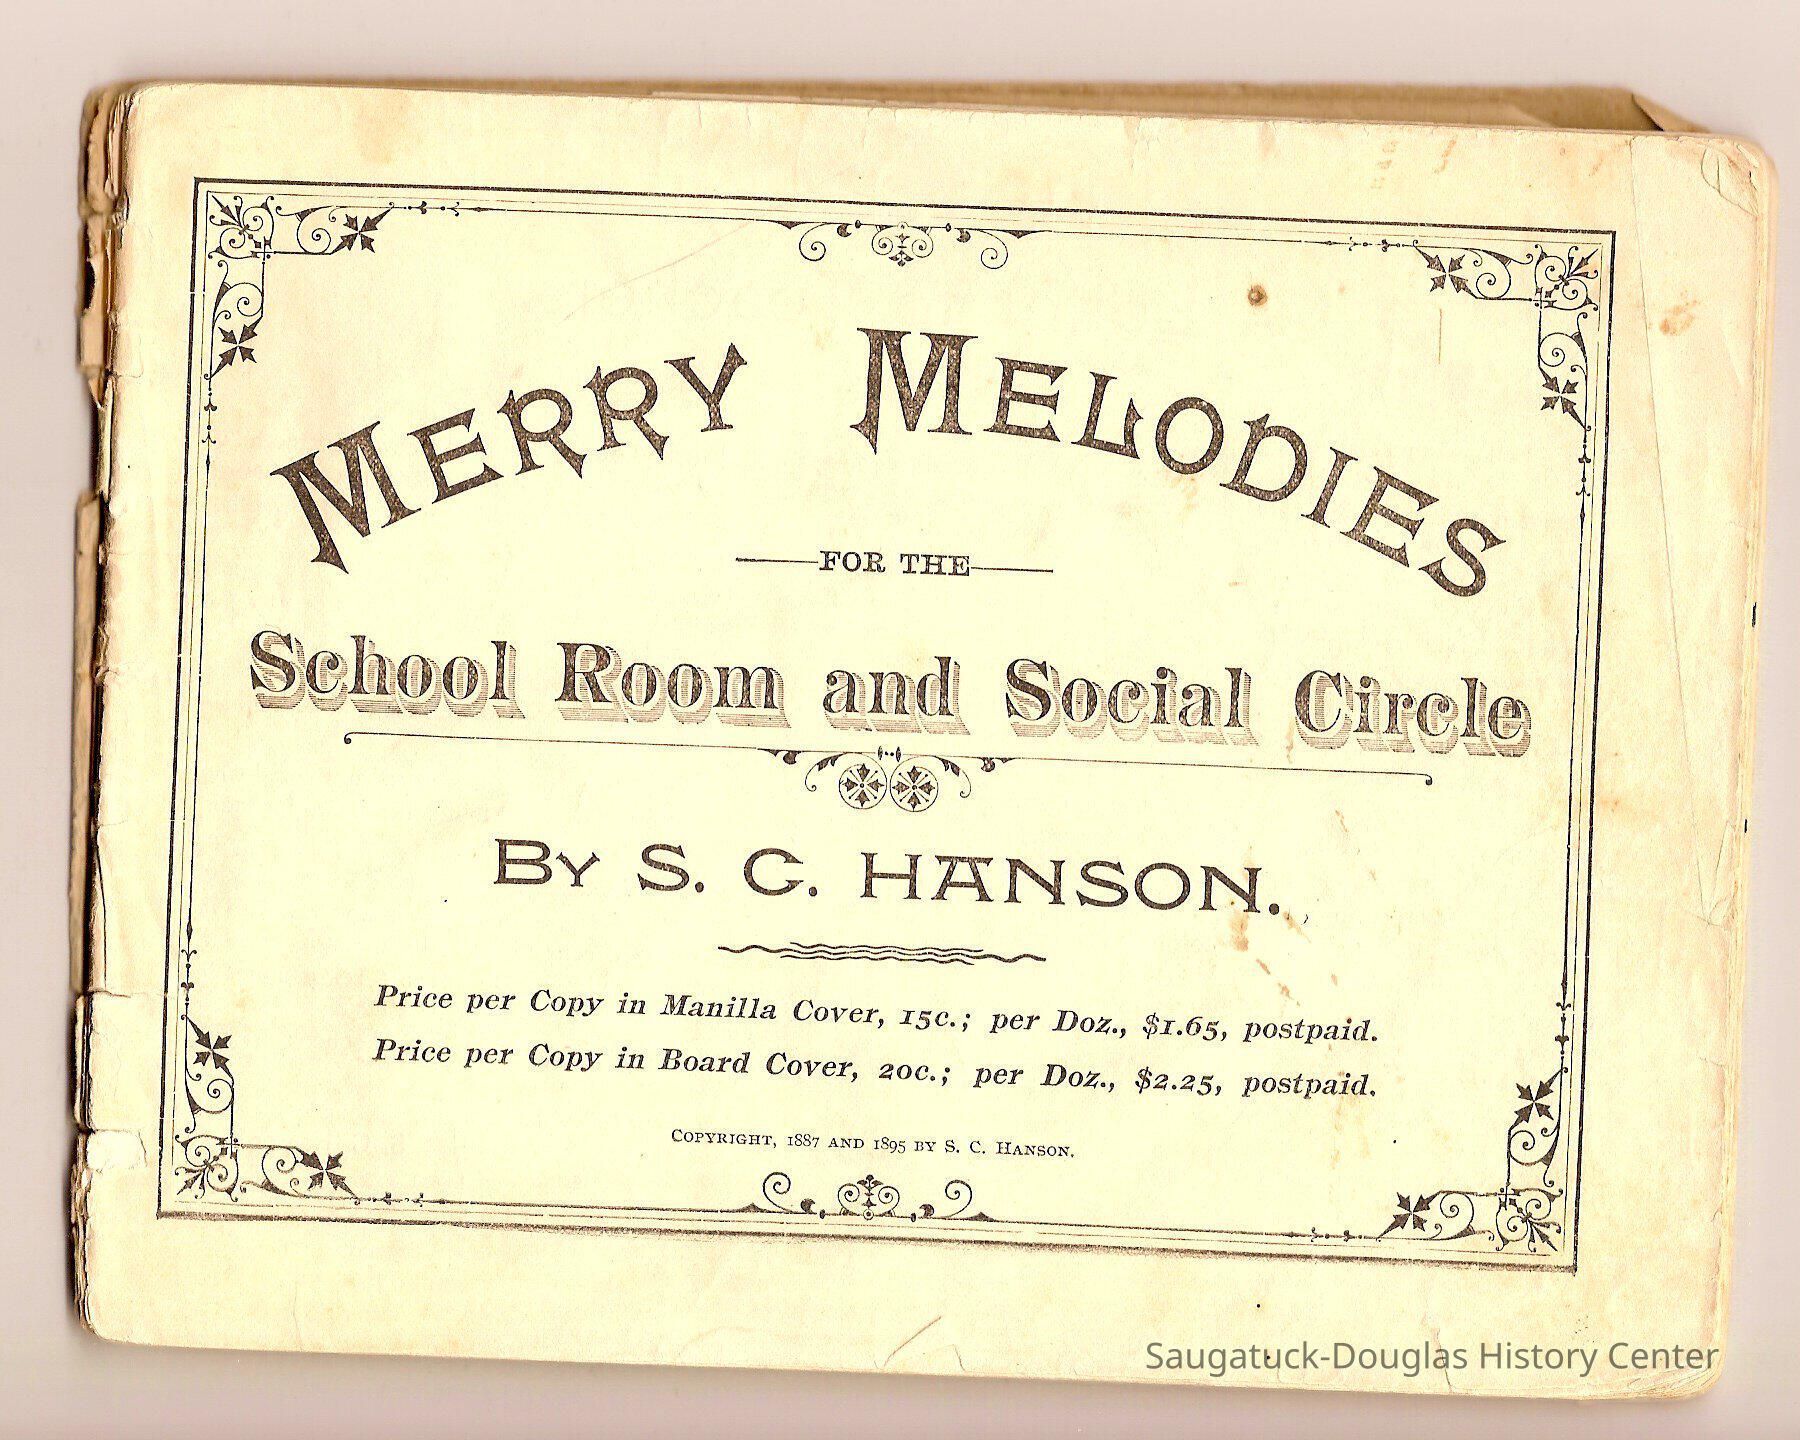 MERRY MELODIES
FOR THE
School Room and Social Circle
BY S. C. HANSON.
Price per Copy in Manilla Cover, 15c.; per Doz., $1.65, postpaid.
Price per Copy in Board Cover, 20c.; per Doz., $2.25, postpaid.
COPYRIGHT, 1887 AND 1895 BY S. C. HANSON.
Saugatuck-Douglas History Center